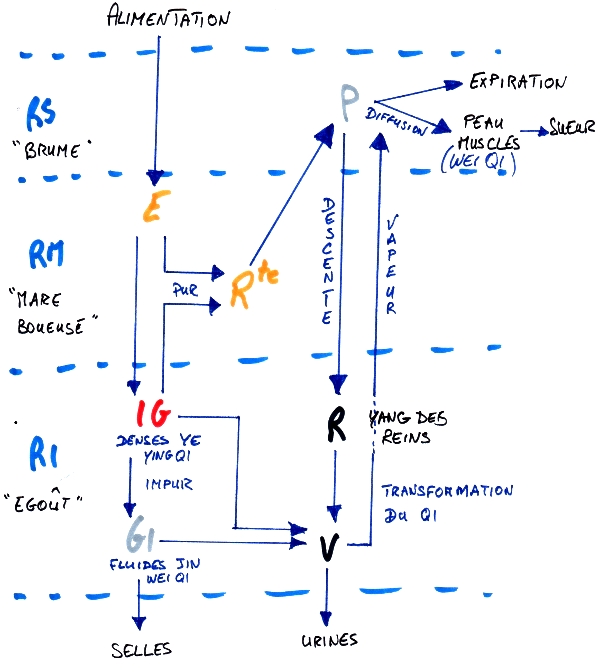 ALIMENTATION
RS
"BRUME"
P
DIFFUSION
EXPIRATION
PEAU
MUSCLES
(WEI QI)
SUEUR
E
RM
"MARE
BOUEUSE"
PUR
Rte
DESCENTE
VAPEUR
RI
"EGOÛT"
IG
DENSES YE
YING QI
IMPUR
GI
FLUIDES JIN
WEI QI
R
YANG DES
REINS
TRANSFORMATION
DU QI
V
SELLES
URINES